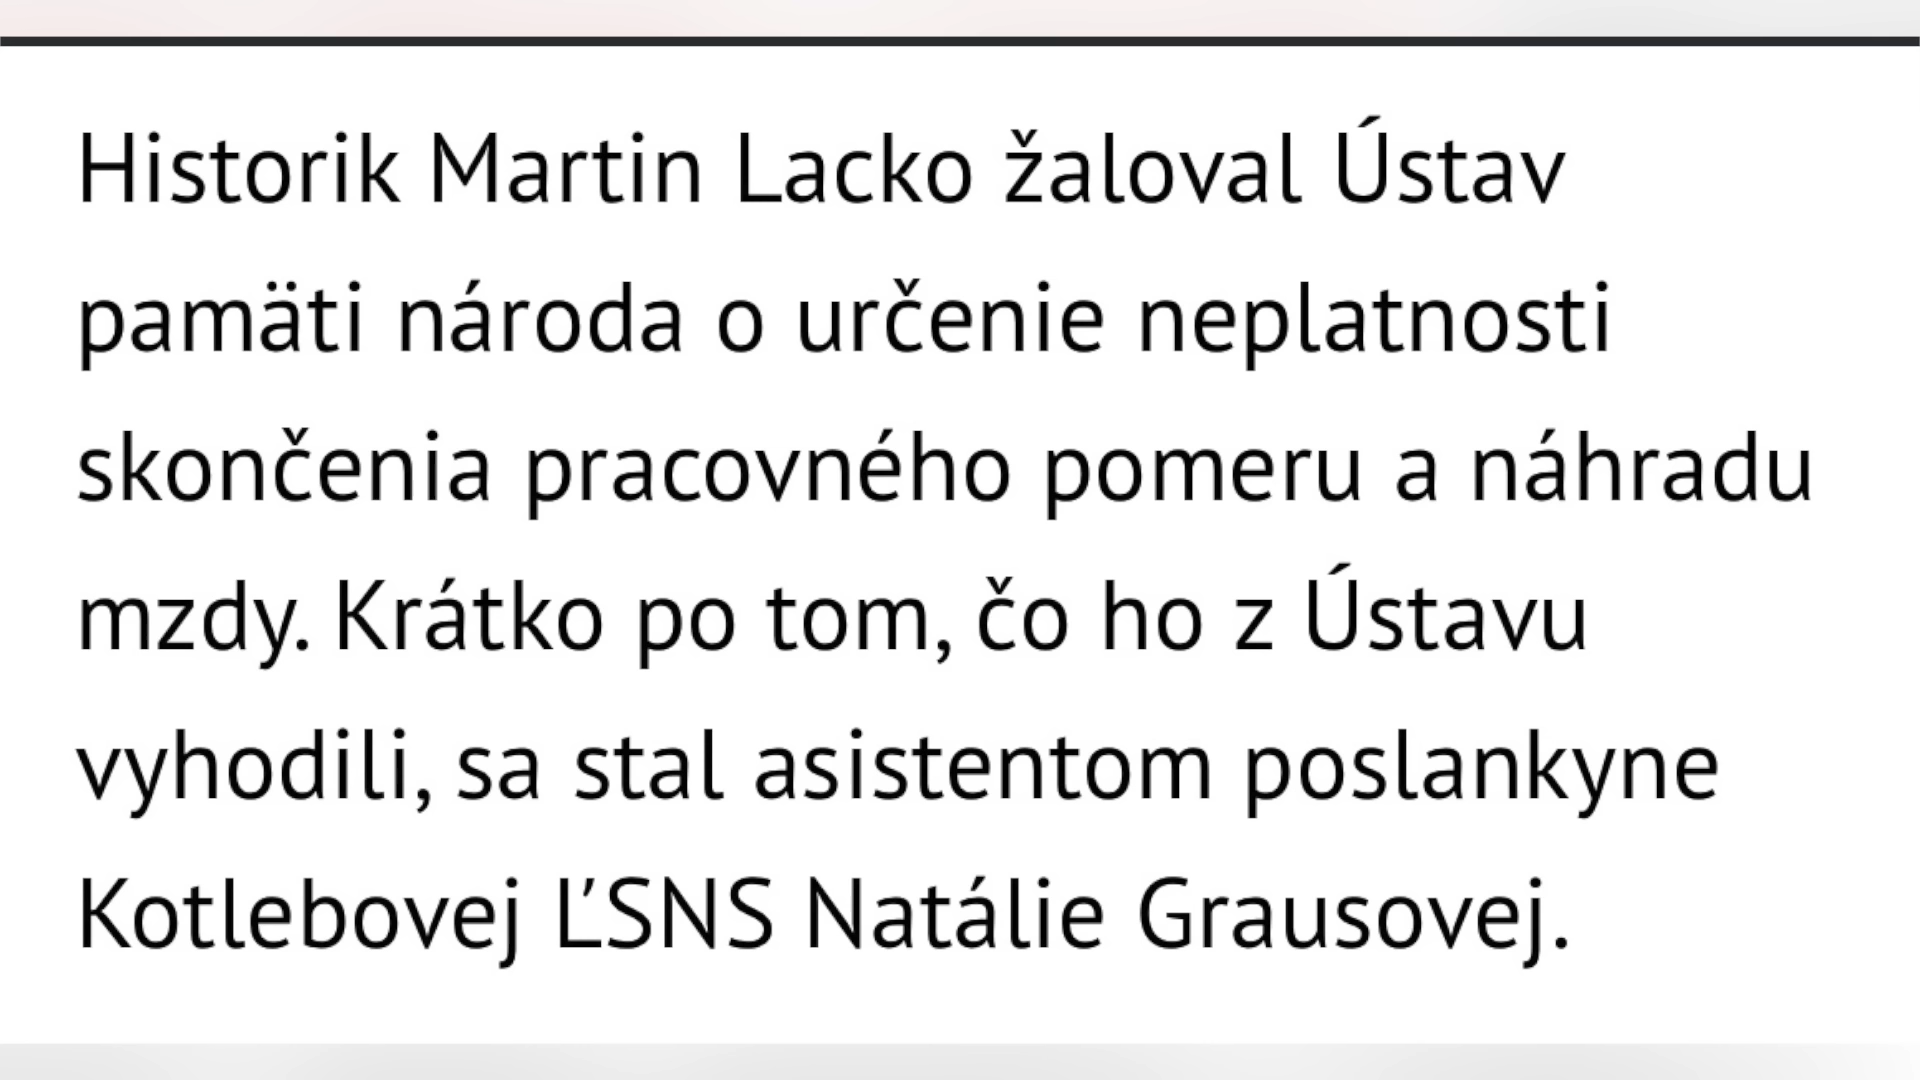 Historik Martin Lacko žaloval Ústav
pamäti národa o určenie neplatnosti
skončenia pracovného pomeru a náhradu
mzdy. Krátko po tom, čo ho z Ústavu
vyhodili, sa stal asistentom poslankyne
Kotlebovej ĽSNS Natálie Grausovej.